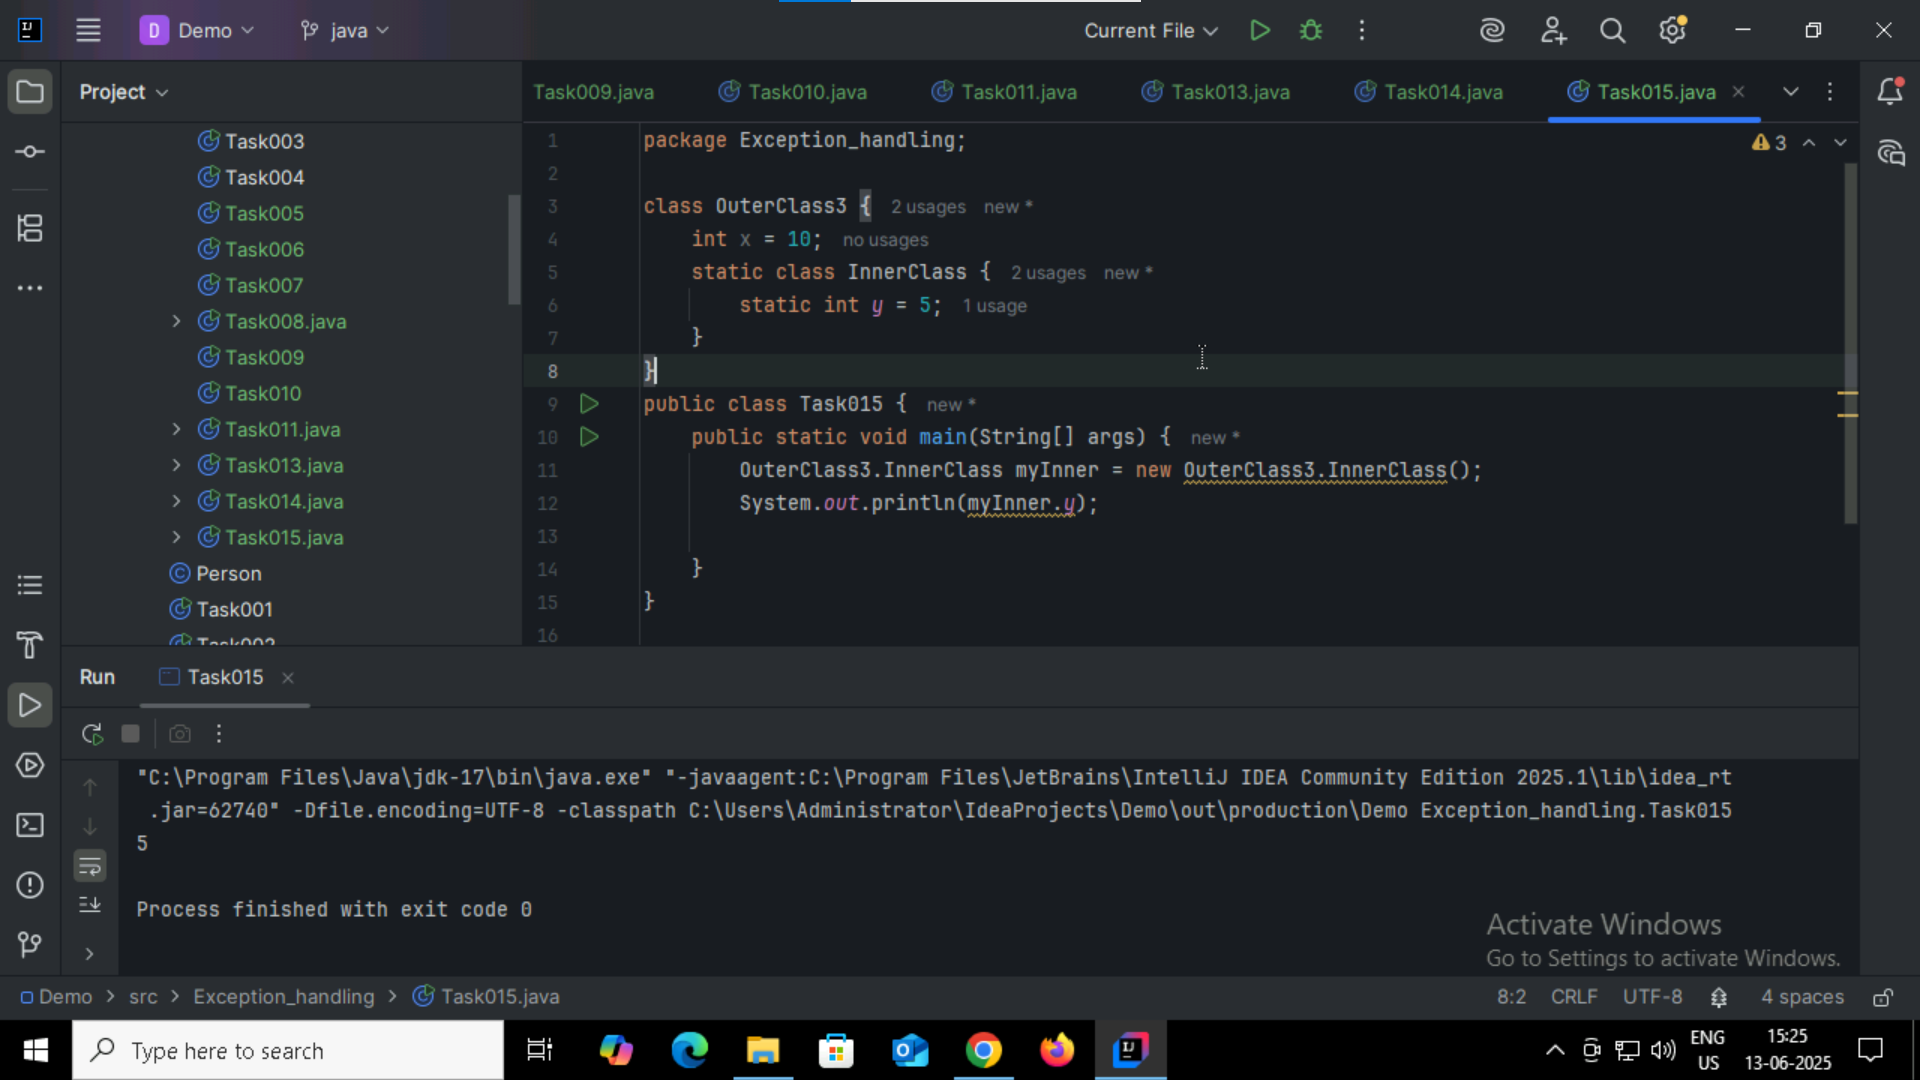 D Demo java Current File
Project
Task009.java Task010.java Task011.java Task013.java Task014.java Task015.java
Task003
Task004
Task005
Task006
Task007
Task008.java
Task009
Task010
Task011.java
Task013.java
Task014.java
Task015.java
Person
Task001
Task002
3
1 package Exception_handling;
2
3 class OuterClass3 { 2 usages new *
4 int x = 10; no usages
5 static class InnerClass { 2 usages new *
6 static int y = 5; 1 usage
7 }
8 }
9 public class Task015 { new *
10 public static void main(String[] args) { new *
11 OuterClass3.InnerClass myInner = new OuterClass3.InnerClass();
12 System.out.println(myInner.y);
13
14 }
15 }
16
Run Task015
"C:\Program Files\Java\jdk-17\bin\java.exe" "-javaagent:C:\Program Files\JetBrains\IntelliJ IDEA Community Edition 2025.1\lib\idea_rt
.jar=62740" -Dfile.encoding=UTF-8 -classpath C:\Users\Administrator\IdeaProjects\Demo\out\production\Demo Exception_handling.Task015
5
Process finished with exit code 0
Activate Windows
Go to Settings to activate Windows.
Demo > src > Exception_handling > Task015.java 8:2 CRLF UTF-8 4 spaces
Type here to search
ENG
US
15:25
13-06-2025